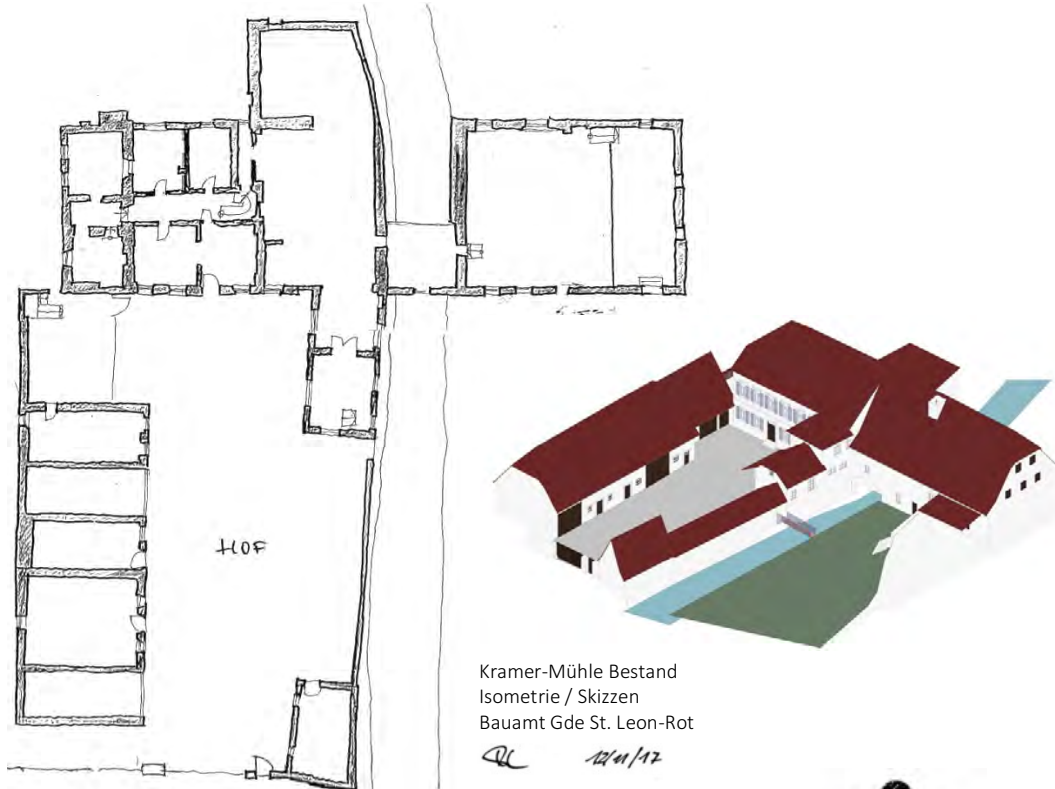 HOF
Kramer-Mühle Bestand
Isometrie / Skizzen
Bauamt Gde St. Leon-Rot
12/11/17